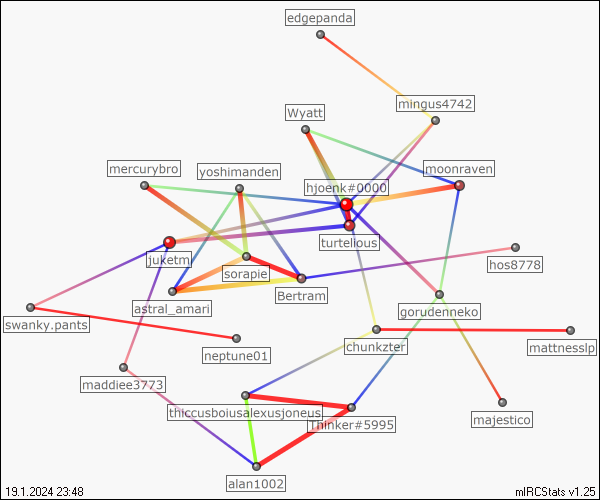 edgepanda
mingus4742
Wyatt
mercurybro
yoshimanden
moonraven
hjoenk#0000
turtellous
juketm
sorapie
hos8778
Bertram
astral_amari
gorudenneko
swanky.pants
chunkzter
mattnesslp
neptune01
maddiee3773
thiccusboiusalexusjoneus
majestico
Thinker#5995
alan1002
19.1.2024 23:48
mIRCStats v1.25